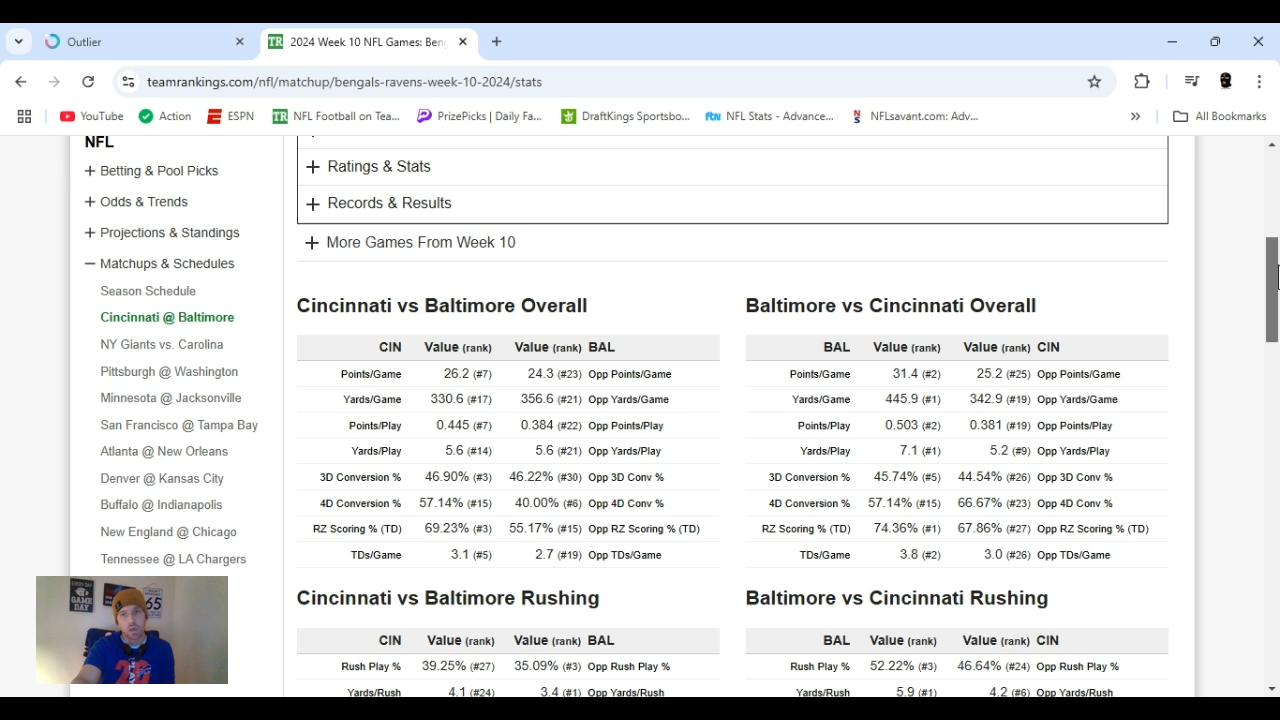 Outlier
TR 2024 Week 10 NFL Games: Ben
teamrankings.com/nfl/matchup/bengals-ravens-week-10-2024/stats
YouTube Action ESPN TR NFL Football on Tea... PrizePicks | Daily Fa... DraftKings Sportsbo... ftn NFL Stats - Advance... NFLsavant.com: Adv... » All Bookmarks
NFL
+ Betting & Pool Picks
+ Odds & Trends
+ Projections & Standings
− Matchups & Schedules
Season Schedule
Cincinnati @ Baltimore
NY Giants vs. Carolina
Pittsburgh @ Washington
Minnesota @ Jacksonville
San Francisco @ Tampa Bay
Atlanta @ New Orleans
Denver @ Kansas City
Buffalo @ Indianapolis
New England @ Chicago
Tennessee @ LA Chargers
+ Ratings & Stats
+ Records & Results
+ More Games From Week 10
Cincinnati vs Baltimore Overall
CIN Value (rank) Value (rank) BAL
Points/Game 26.2 (#7) 24.3 (#23) Opp Points/Game
Yards/Game 330.6 (#17) 356.6 (#21) Opp Yards/Game
Points/Play 0.445 (#7) 0.384 (#22) Opp Points/Play
Yards/Play 5.6 (#14) 5.6 (#21) Opp Yards/Play
3D Conversion % 46.90% (#3) 46.22% (#30) Opp 3D Conv %
4D Conversion % 57.14% (#15) 40.00% (#6) Opp 4D Conv %
RZ Scoring % (TD) 69.23% (#3) 55.17% (#15) Opp RZ Scoring % (TD)
TDs/Game 3.1 (#5) 2.7 (#19) Opp TDs/Game
Baltimore vs Cincinnati Overall
BAL Value (rank) Value (rank) CIN
Points/Game 31.4 (#2) 25.2 (#25) Opp Points/Game
Yards/Game 445.9 (#1) 342.9 (#19) Opp Yards/Game
Points/Play 0.503 (#2) 0.381 (#19) Opp Points/Play
Yards/Play 7.1 (#1) 5.2 (#9) Opp Yards/Play
3D Conversion % 45.74% (#5) 44.54% (#26) Opp 3D Conv %
4D Conversion % 57.14% (#15) 66.67% (#23) Opp 4D Conv %
RZ Scoring % (TD) 74.36% (#1) 67.86% (#27) Opp RZ Scoring % (TD)
TDs/Game 3.8 (#2) 3.0 (#26) Opp TDs/Game
Cincinnati vs Baltimore Rushing
CIN Value (rank) Value (rank) BAL
Rush Play % 39.25% (#27) 35.09% (#3) Opp Rush Play %
Yards/Rush 4.1 (#24) 3.4 (#1) Opp Yards/Rush
Baltimore vs Cincinnati Rushing
BAL Value (rank) Value (rank) CIN
Rush Play % 52.22% (#3) 46.64% (#24) Opp Rush Play %
Yards/Rush 5.9 (#1) 4.2 (#6) Opp Yards/Rush
GAME
DAY
65